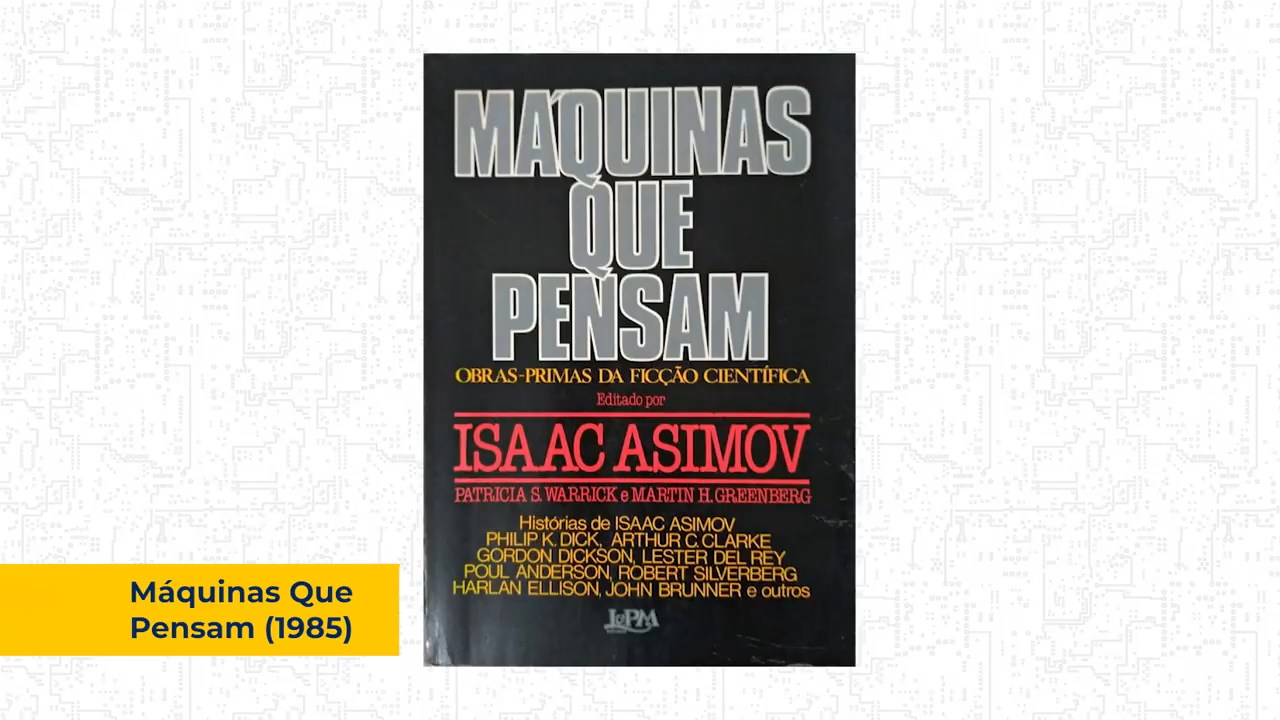 MÁQUINAS
QUE
PENSAM
OBRAS-PRIMAS DA FICÇÃO CIENTÍFICA
Editado por
ISAAC ASIMOV
PATRICIA S. WARRICK e MARTIN H. GREENBERG
Histórias de ISAAC ASIMOV
PHILIP K. DICK, ARTHUR C. CLARKE
GORDON DICKSON, LESTER DEL REY
POUL ANDERSON, ROBERT SILVERBERG
HARLAN ELLISON, JOHN BRUNNER e outros
L&PM
Máquinas Que
Pensam (1985)